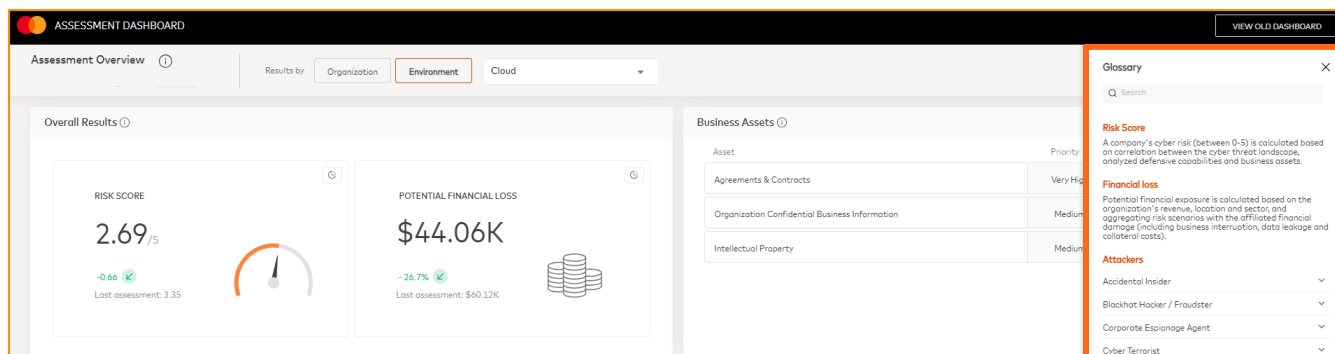 ASSESSMENT DASHBOARD
VIEW OLD DASHBOARD
Assessment Overview
Results by
Organization
Environment
Cloud
Overall Results
RISK SCORE
2.69/5
-0.66
Last assessment: 3.35
POTENTIAL FINANCIAL LOSS
$44.06K
- 26.7%
Last assessment: $60.12K
Business Assets
Asset
Priority
Agreements & Contracts
Very Hig
Organization Confidential Business Information
Medium
Intellectual Property
Medium
Glossary
Search
Risk Score
A company's cyber risk (between 0-5) is calculated based
on correlation between the cyber threat landscape,
analyzed defensive capabilities and business assets.
Financial loss
Potential financial exposure is calculated based on the
organization's revenue, location and sector, and
aggregating risk scenarios with the affiliated financial
damage (including business interruption, data leakage and
collateral costs).
Attackers
Accidental Insider
Blackhat Hacker / Fraudster
Corporate Espionage Agent
Cyber Terrorist